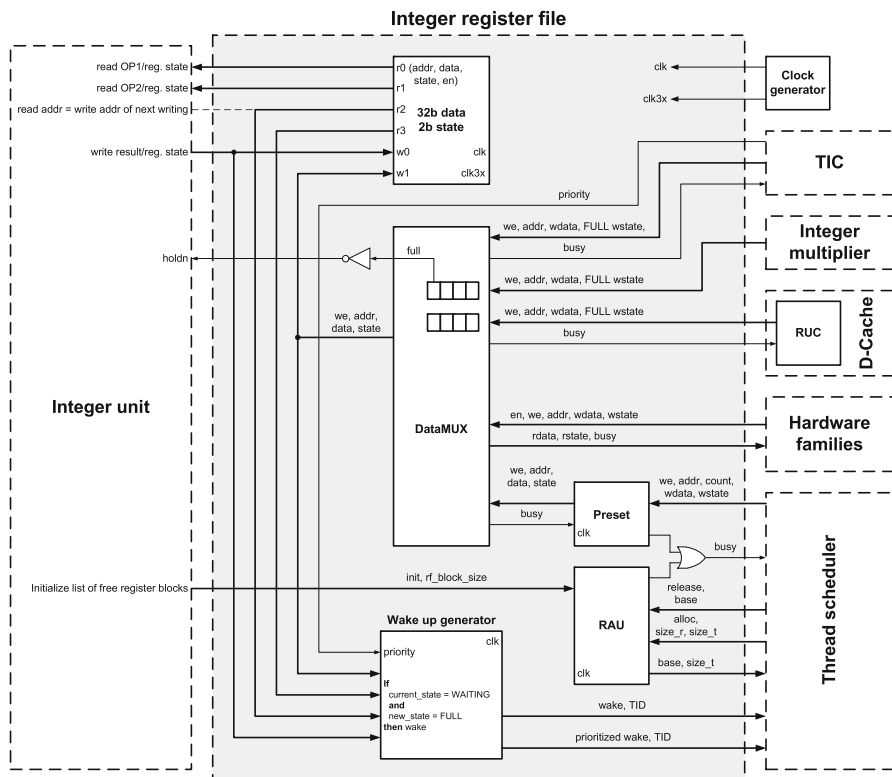 Integer register file
read OP1/reg. state
read OP2/reg. state
read addr = write addr of next writing
write result/reg. state
holdn
Integer unit
Initialize list of free register blocks
r0 (addr, data,
state, en)
r1
r2
r3
32b data
2b state
w0
w1
clk
clk3x
clk
clk3x
Clock
generator
TIC
priority
we, addr, wdata, FULL wstate,
busy
Integer
multiplier
we, addr, wdata, FULL wstate
full
we, addr, wdata, FULL wstate
busy
RUC
D-Cache
we, addr,
data, state
DataMUX
en, we, addr, wdata, wstate
rdata, rstate, busy
Hardware
families
we, addr,
data, state
busy
Preset
clk
we, addr, count,
wdata, wstate
busy
init, rf_block_size
RAU
clk
release,
base
alloc,
size_r, size_t
base, size_t
Thread scheduler
Wake up generator
clk
priority
If
current_state = WAITING
and
new_state = FULL
then wake
wake, TID
prioritized wake, TID